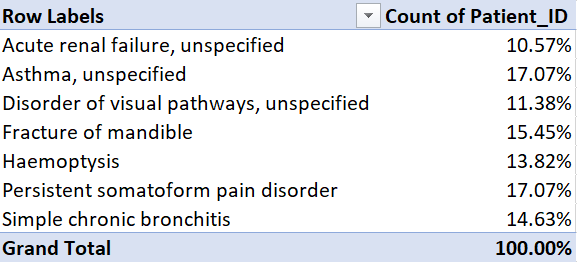 Row Labels Count of Patient_ID
Acute renal failure, unspecified 10.57%
Asthma, unspecified 17.07%
Disorder of visual pathways, unspecified 11.38%
Fracture of mandible 15.45%
Haemoptysis 13.82%
Persistent somatoform pain disorder 17.07%
Simple chronic bronchitis 14.63%
Grand Total 100.00%